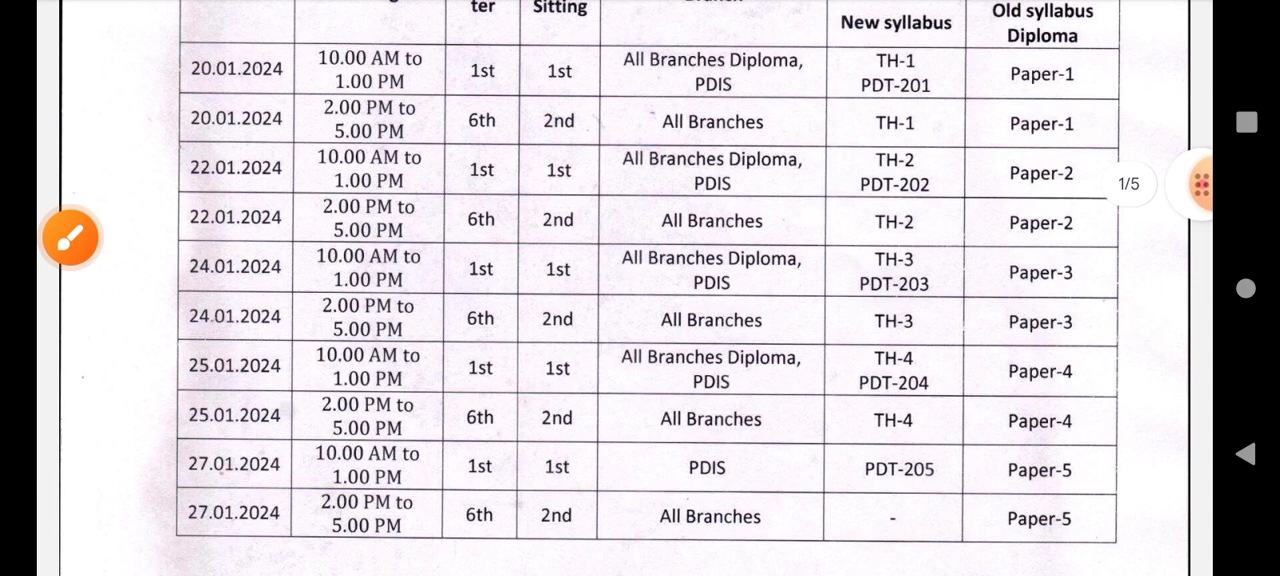 ter
Sitting
New syllabus
Old syllabus
Diploma
20.01.2024 10.00 AM to 1.00 PM 1st 1st All Branches Diploma, PDIS TH-1 PDT-201 Paper-1
20.01.2024 2.00 PM to 5.00 PM 6th 2nd All Branches TH-1 Paper-1
22.01.2024 10.00 AM to 1.00 PM 1st 1st All Branches Diploma, PDIS TH-2 PDT-202 Paper-2
22.01.2024 2.00 PM to 5.00 PM 6th 2nd All Branches TH-2 Paper-2
24.01.2024 10.00 AM to 1.00 PM 1st 1st All Branches Diploma, PDIS TH-3 PDT-203 Paper-3
24.01.2024 2.00 PM to 5.00 PM 6th 2nd All Branches TH-3 Paper-3
25.01.2024 10.00 AM to 1.00 PM 1st 1st All Branches Diploma, PDIS TH-4 PDT-204 Paper-4
25.01.2024 2.00 PM to 5.00 PM 6th 2nd All Branches TH-4 Paper-4
27.01.2024 10.00 AM to 1.00 PM 1st 1st PDIS PDT-205 Paper-5
27.01.2024 2.00 PM to 5.00 PM 6th 2nd All Branches - Paper-5
1/5